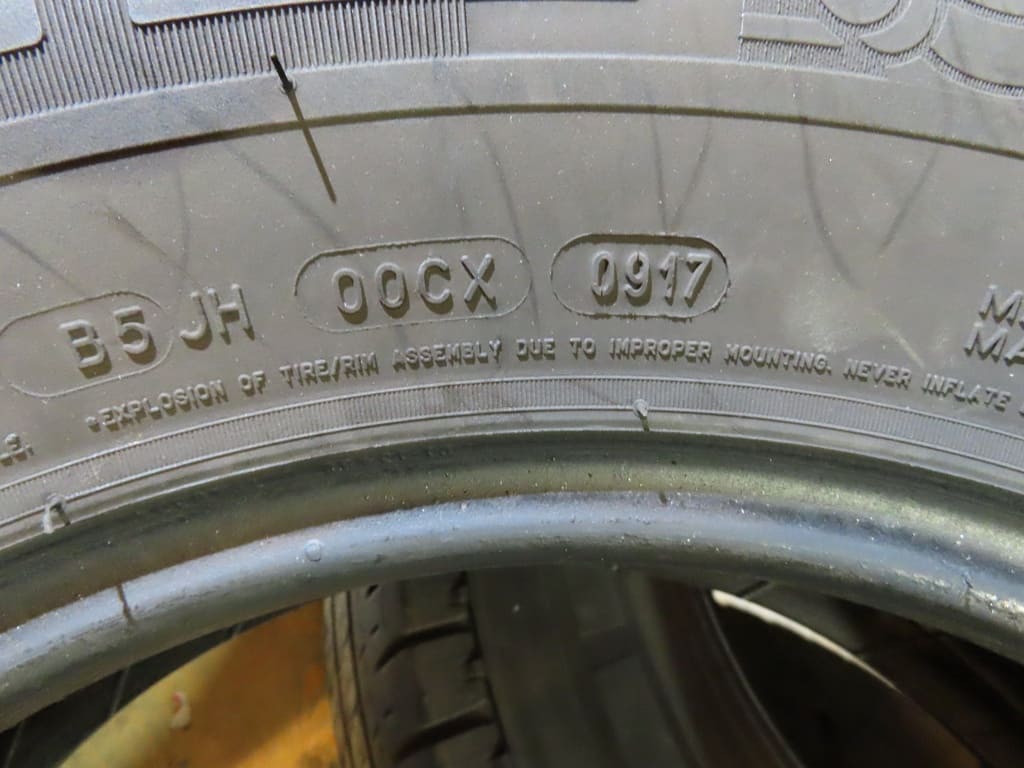 B5 JH 00CX 0917
•EXPLOSION OF TIRE/RIM ASSEMBLY DUE TO IMPROPER MOUNTING. NEVER INFLATE